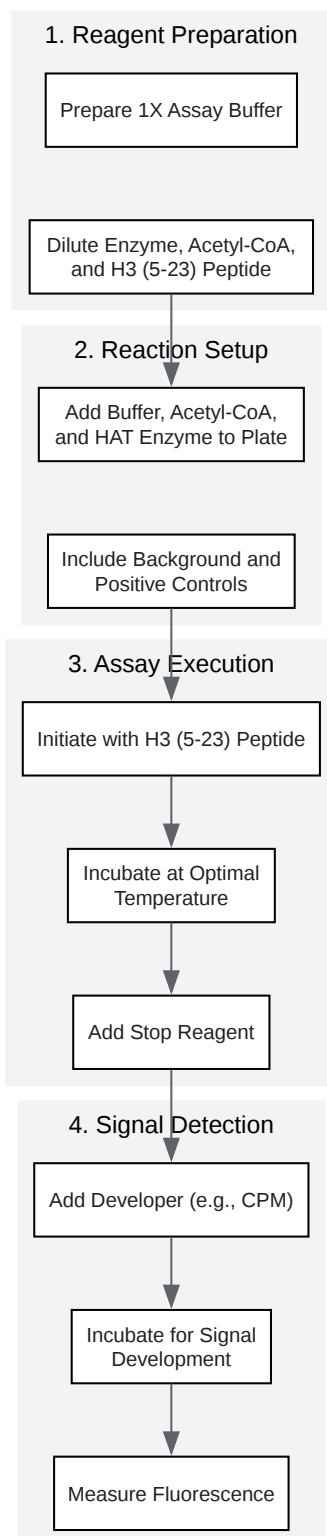 1. Reagent Preparation
Prepare 1X Assay Buffer
Dilute Enzyme, Acetyl-CoA,
and H3 (5-23) Peptide
2. Reaction Setup
Add Buffer, Acetyl-CoA,
and HAT Enzyme to Plate
Include Background and
Positive Controls
3. Assay Execution
Initiate with H3 (5-23) Peptide
Incubate at Optimal
Temperature
Add Stop Reagent
4. Signal Detection
Add Developer (e.g., CPM)
Incubate for Signal
Development
Measure Fluorescence